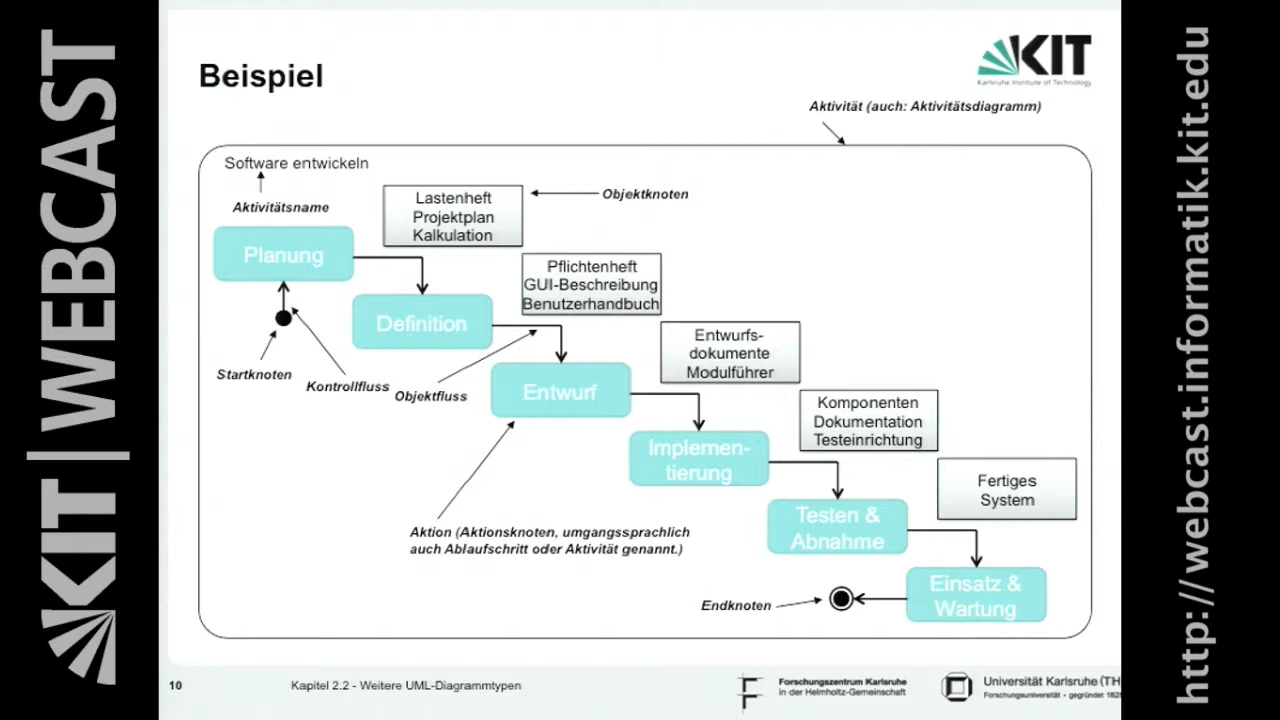 KIT | WEBCAST
Beispiel
KIT
Karlsruhe Institute of Technology
Aktivität (auch: Aktivitätsdiagramm)
Software entwickeln
Aktivitätsname
Lastenheft
Projektplan
Kalkulation
Objektknoten
Planung
Pflichtenheft
GUI-Beschreibung
Benutzerhandbuch
Definition
Entwurfs-
dokumente
Modulführer
Startknoten
Kontrollfluss
Objektfluss
Entwurf
Komponenten
Dokumentation
Testeinrichtung
Implemen-
tierung
Fertiges
System
Testen &
Abnahme
Aktion (Aktionsknoten, umgangssprachlich
auch Ablaufschritt oder Aktivität genannt.)
Einsatz &
Wartung
Endknoten
10
Kapitel 2.2 - Weitere UML-Diagrammtypen
Forschungszentrum Karlsruhe
in der Helmholtz-Gemeinschaft
Universität Karlsruhe (TH
Forschungsuniversität • gegründet 182
http://webcast.informatik.kit.edu